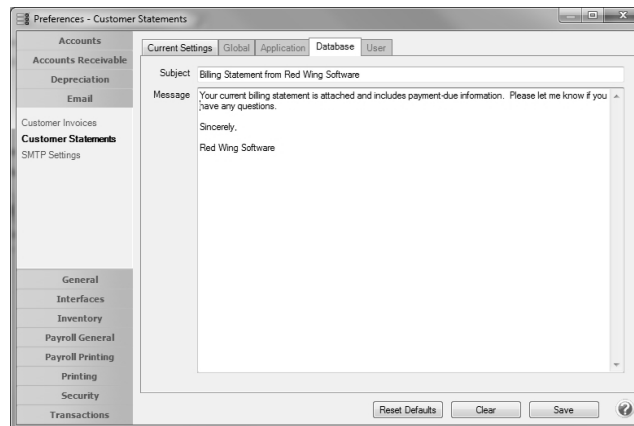 Preferences - Customer Statements
Accounts
Accounts Receivable
Depreciation
Email
Customer Invoices
Customer Statements
SMTP Settings
General
Interfaces
Inventory
Payroll General
Payroll Printing
Printing
Security
Transactions
Current Settings Global Application Database User
Subject Billing Statement from Red Wing Software
Message Your current billing statement is attached and includes payment-due information. Please let me know if you
have any questions.
Sincerely,
Red Wing Software
Reset Defaults Clear Save ?